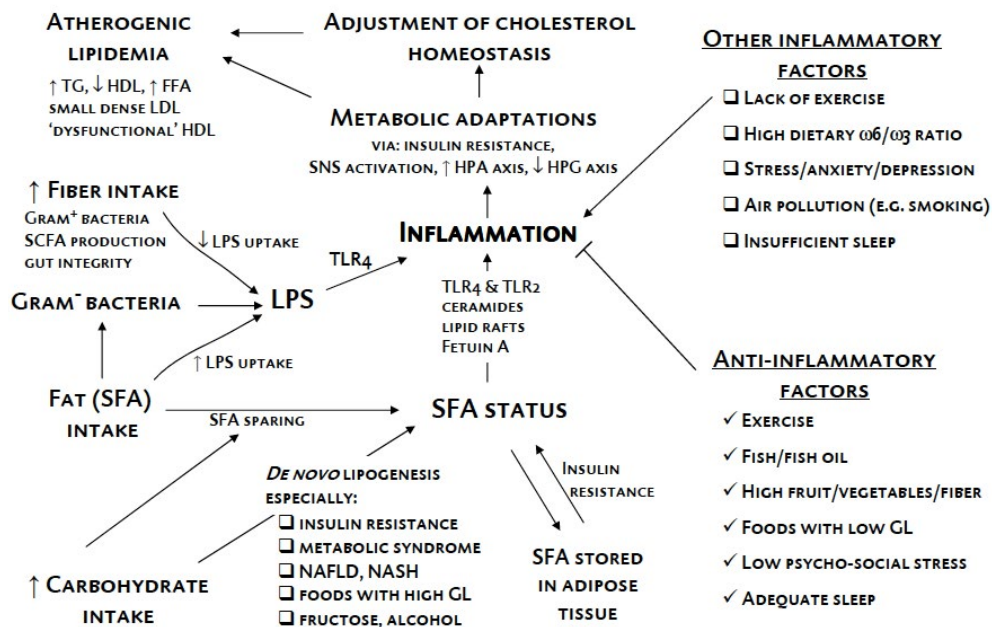 ATHEROGENIC
LIPIDEMIA
↑ TG, ↓ HDL, ↑ FFA
SMALL DENSE LDL
'DYSFUNCTIONAL' HDL
ADJUSTMENT OF CHOLESTEROL
HOMEOSTASIS
METABOLIC ADAPTATIONS
VIA: INSULIN RESISTANCE,
SNS ACTIVATION, ↑ HPA AXIS, ↓ HPG AXIS
OTHER INFLAMMATORY
FACTORS
❑ LACK OF EXERCISE
❑ HIGH DIETARY ω6/ω3 RATIO
❑ STRESS/ANXIETY/DEPRESSION
❑ AIR POLLUTION (E.G. SMOKING)
❑ INSUFFICIENT SLEEP
↑ FIBER INTAKE
GRAM⁺ BACTERIA
SCFA PRODUCTION
GUT INTEGRITY
↓ LPS UPTAKE
GRAM⁻ BACTERIA
LPS
TLR4
INFLAMMATION
TLR4 & TLR2
CERAMIDES
LIPID RAFTS
FETUIN A
↑ LPS UPTAKE
FAT (SFA)
INTAKE
SFA SPARING
SFA STATUS
ANTI-INFLAMMATORY
FACTORS
✓ EXERCISE
✓ FISH/FISH OIL
✓ HIGH FRUIT/VEGETABLES/FIBER
✓ FOODS WITH LOW GL
✓ LOW PSYCHO-SOCIAL STRESS
✓ ADEQUATE SLEEP
DE NOVO LIPOGENESIS
ESPECIALLY:
❑ INSULIN RESISTANCE
❑ METABOLIC SYNDROME
❑ NAFLD, NASH
❑ FOODS WITH HIGH GL
❑ FRUCTOSE, ALCOHOL
INSULIN
RESISTANCE
SFA STORED
IN ADIPOSE
TISSUE
↑ CARBOHYDRATE
INTAKE